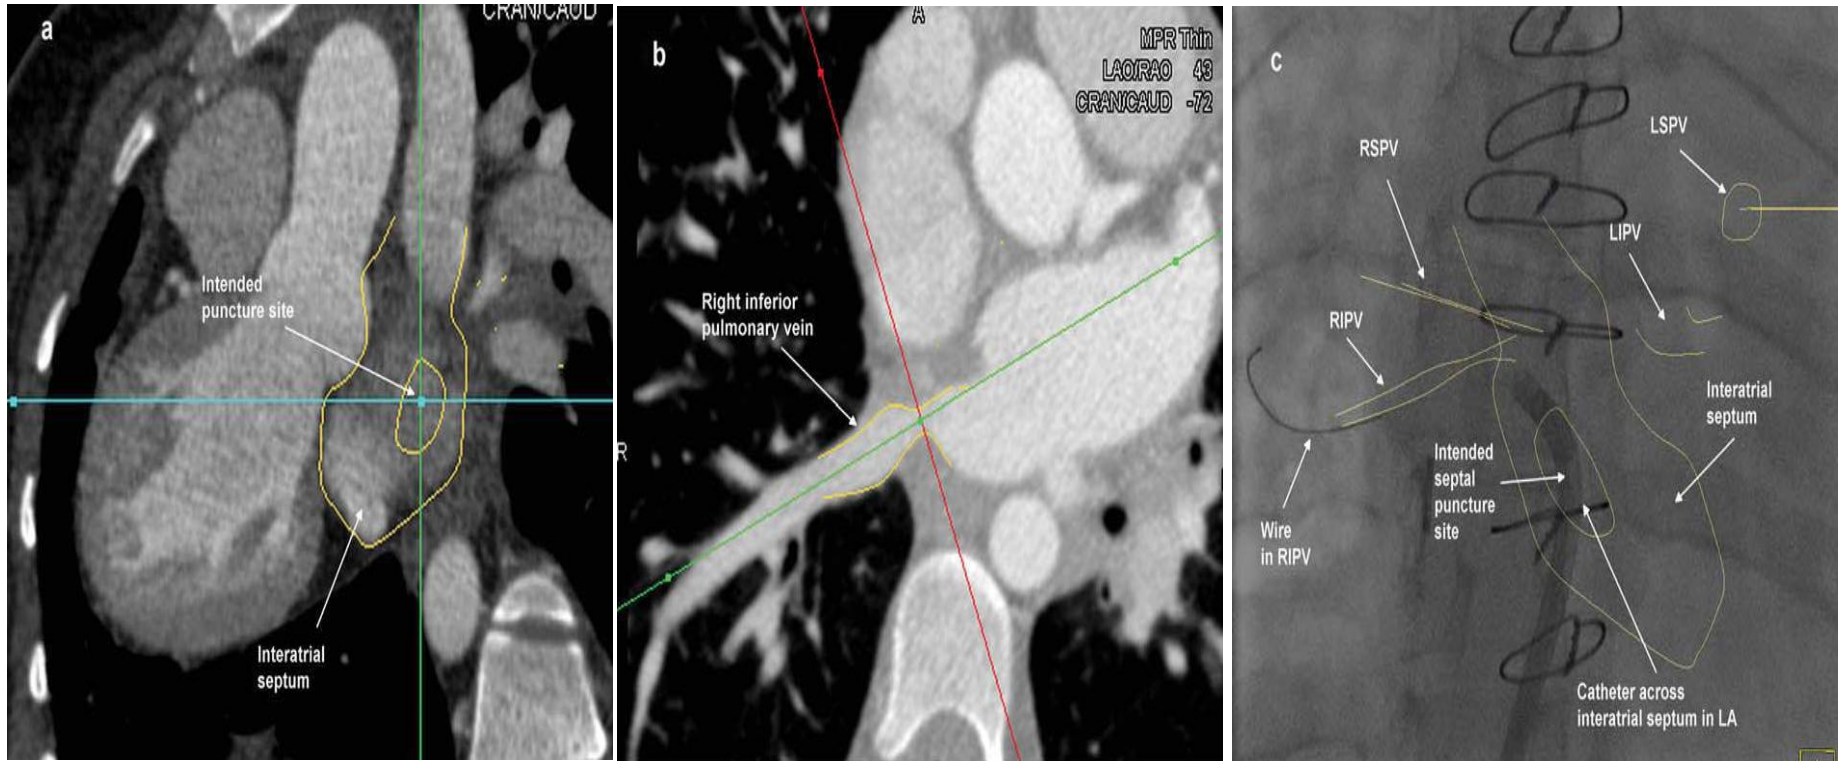 a
CRAN/CAUD
Intended
puncture site
Interatrial
septum
b
A
MPR Thin
LAO/RAO 43
CRAN/CAUD -72
R
Right inferior
pulmonary vein
c
LSPV
RSPV
LIPV
RIPV
Interatrial
septum
Intended
septal
puncture
site
Wire
in RIPV
Catheter across
interatrial septum in LA